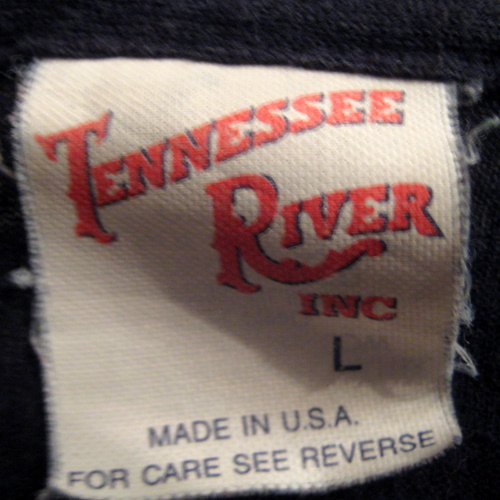 TENNESSEE
RIVER
INC
L
MADE IN U.S.A.
FOR CARE SEE REVERSE